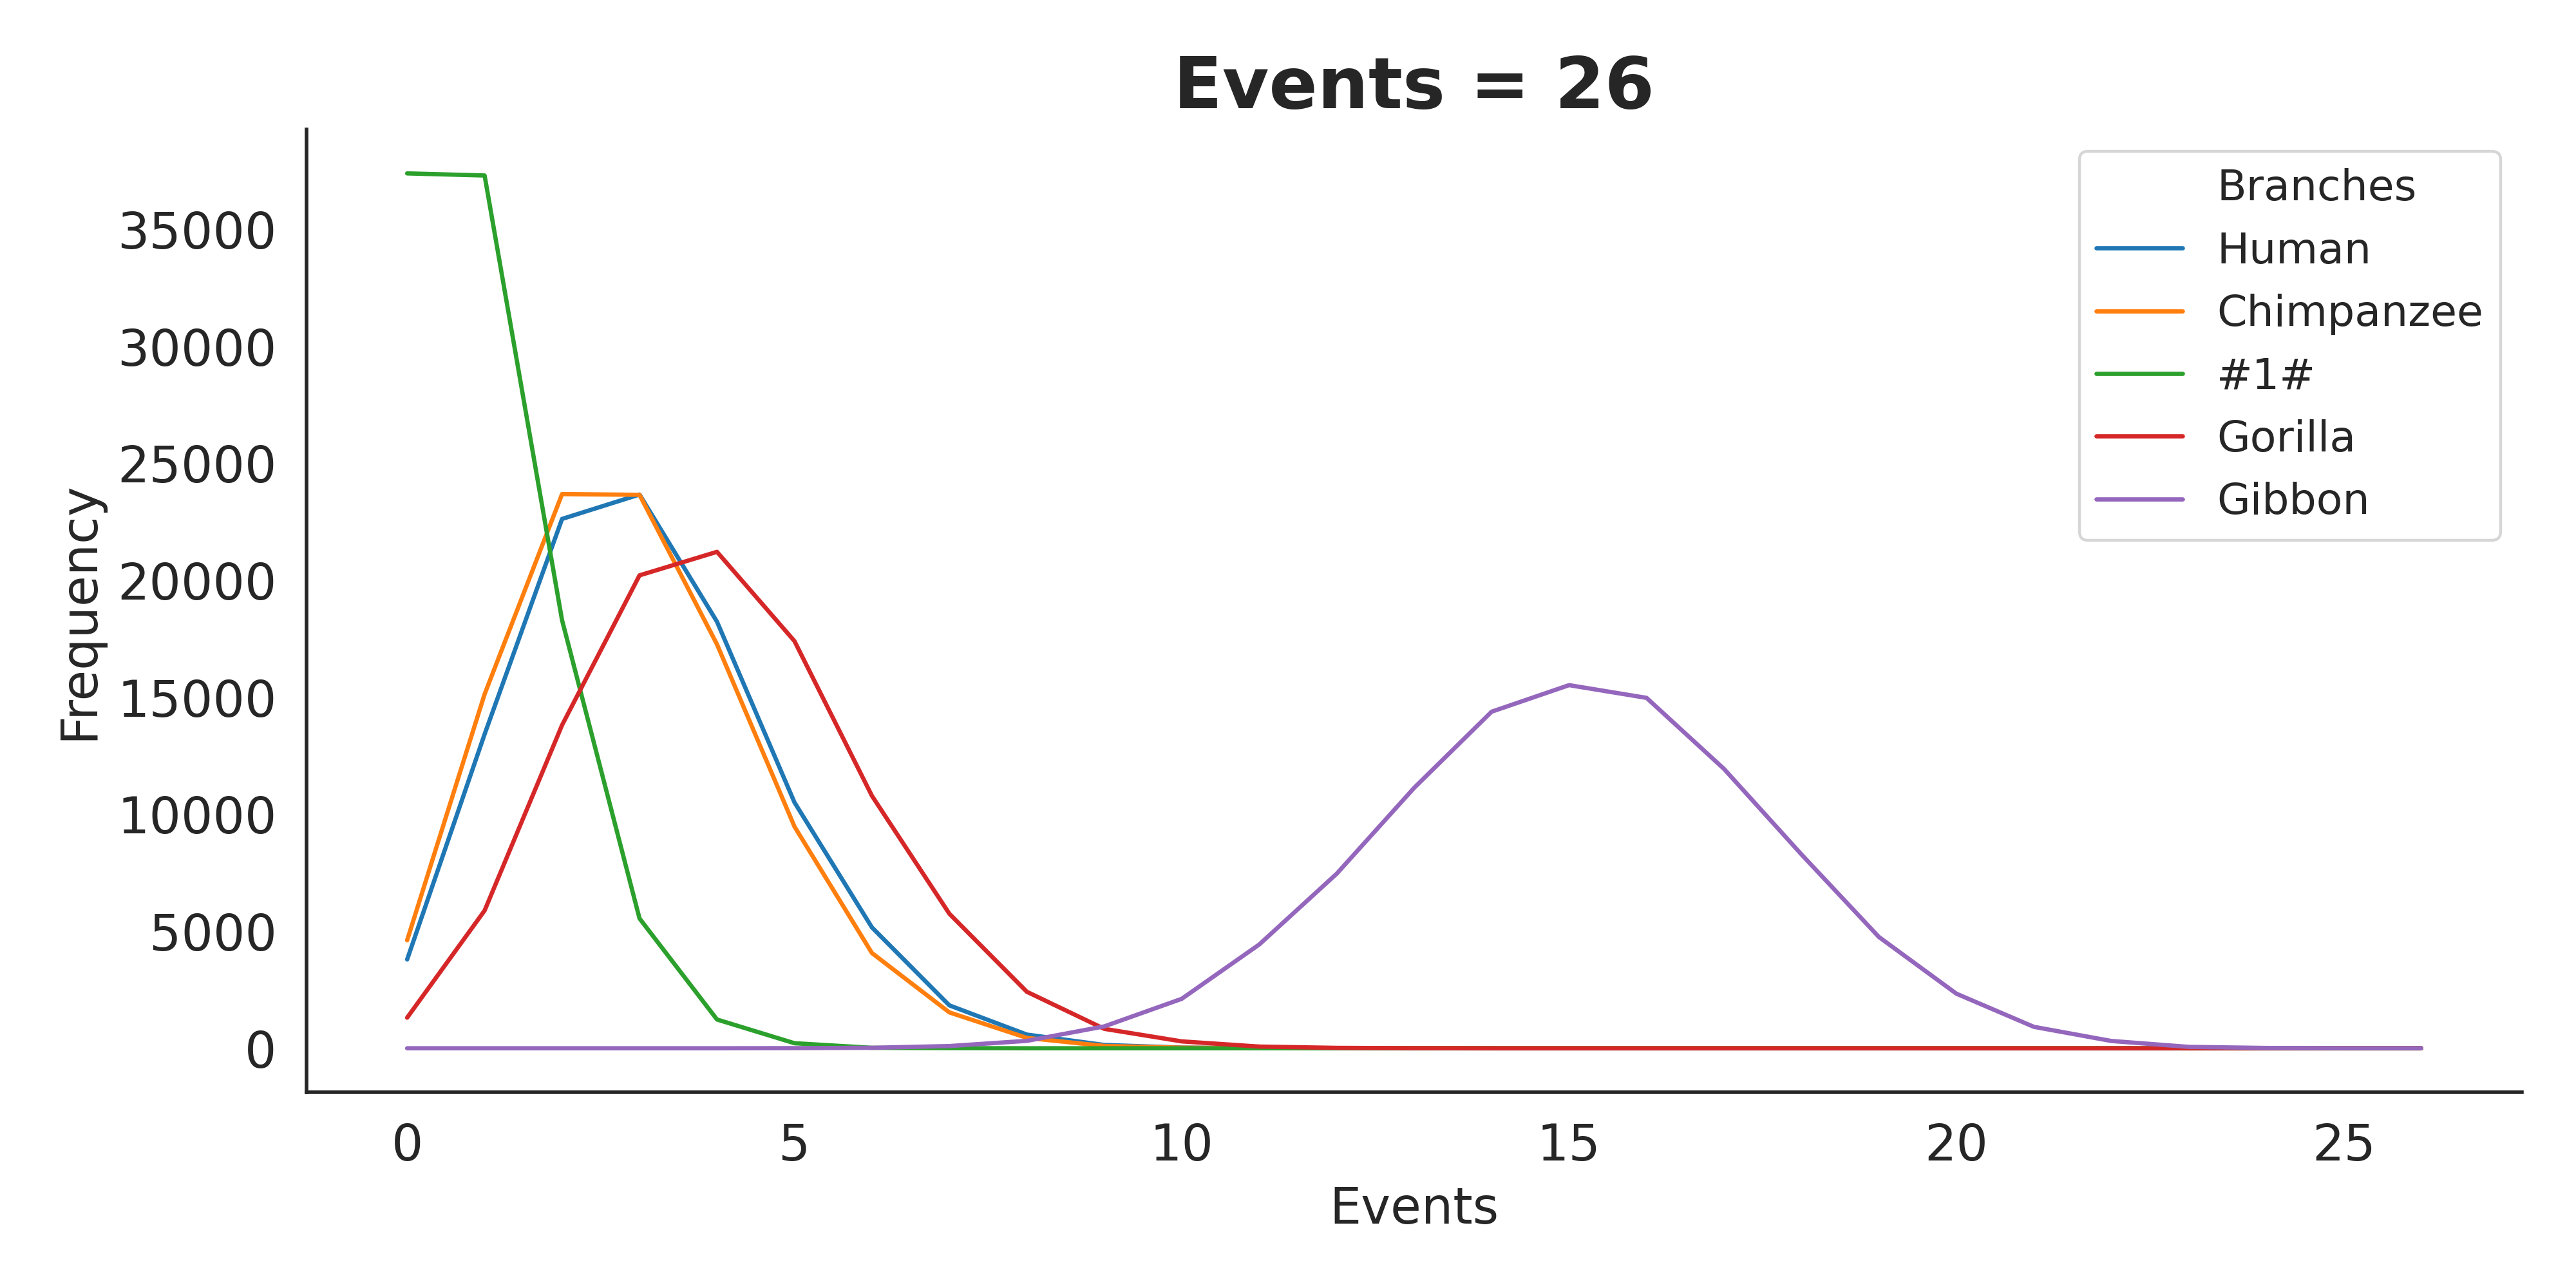 Events = 26
Frequency
35000
30000
25000
20000
15000
10000
5000
0
Branches
Human
Chimpanzee
#1#
Gorilla
Gibbon
0 5 10 15 20 25
Events